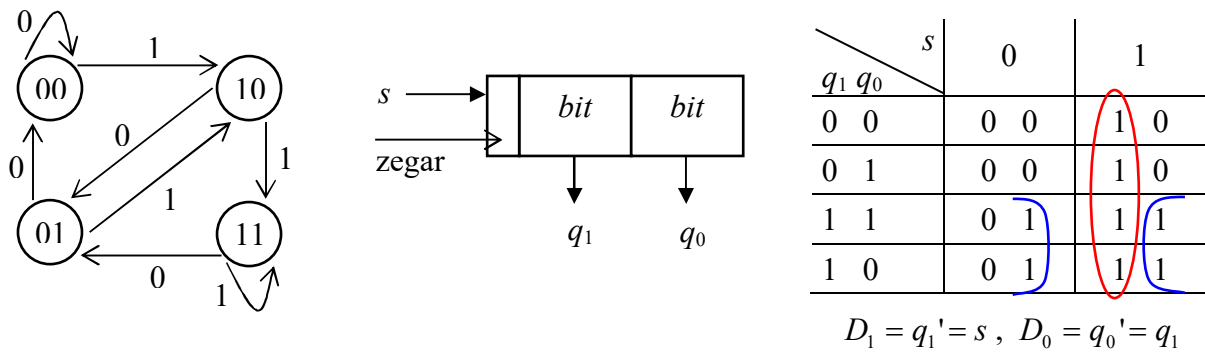 0
1
00
10
0
0
1
1
01
11
0
1
s
bit bit
zegar
q₁ q₀
s
0 1
q₁ q₀
0 0 0 0 1 0
0 1 0 0 1 0
1 1 0 1 1 1
1 0 0 1 1 1
D₁ = q₁' = s , D₀ = q₀' = q₁